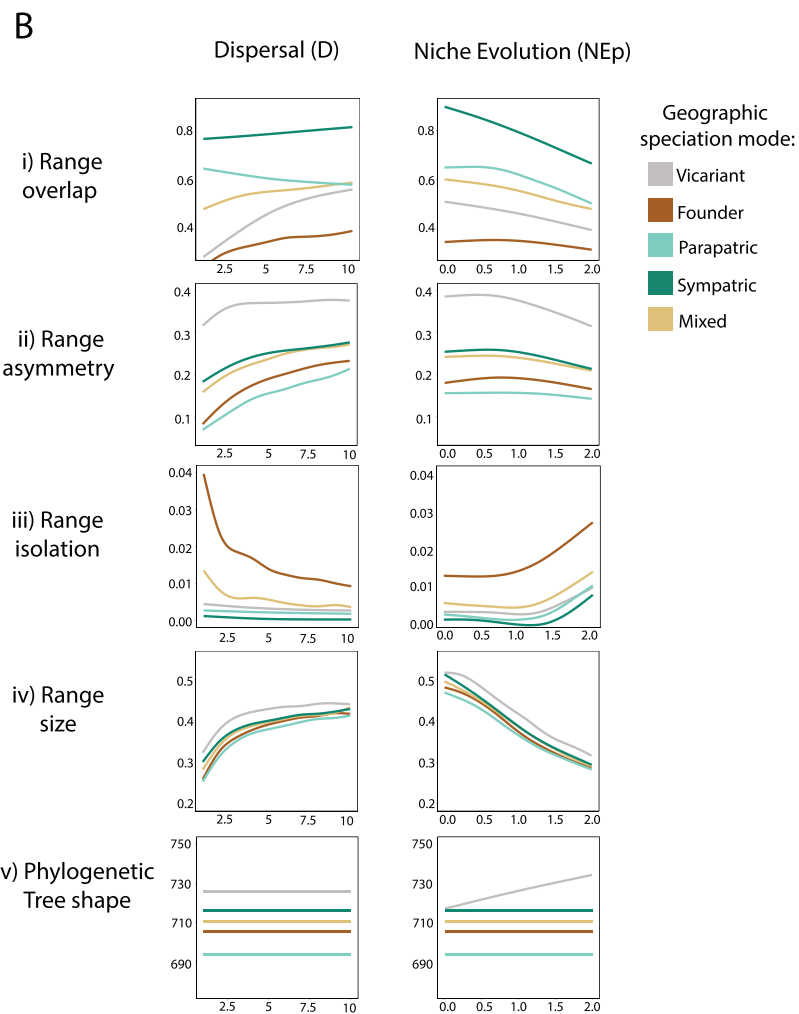 B
Dispersal (D)
Niche Evolution (NEp)
Geographic
speciation mode:
Vicariant
Founder
Parapatric
Sympatric
Mixed
i) Range
overlap
0.8
0.6
0.4
2.5 5 7.5 10
0.8
0.6
0.4
0.0 0.5 1.0 1.5 2.0
ii) Range
asymmetry
0.4
0.3
0.2
0.1
2.5 5 7.5 10
0.4
0.3
0.2
0.1
0.0 0.5 1.0 1.5 2.0
iii) Range
isolation
0.04
0.03
0.02
0.01
0.00
2.5 5 7.5 10
0.04
0.03
0.02
0.01
0.00
0.0 0.5 1.0 1.5 2.0
iv) Range
size
0.5
0.4
0.3
0.2
2.5 5 7.5 10
0.5
0.4
0.3
0.2
0.0 0.5 1.0 1.5 2.0
v) Phylogenetic
Tree shape
750
730
710
690
2.5 5 7.5 10
750
730
710
690
0.0 0.5 1.0 1.5 2.0